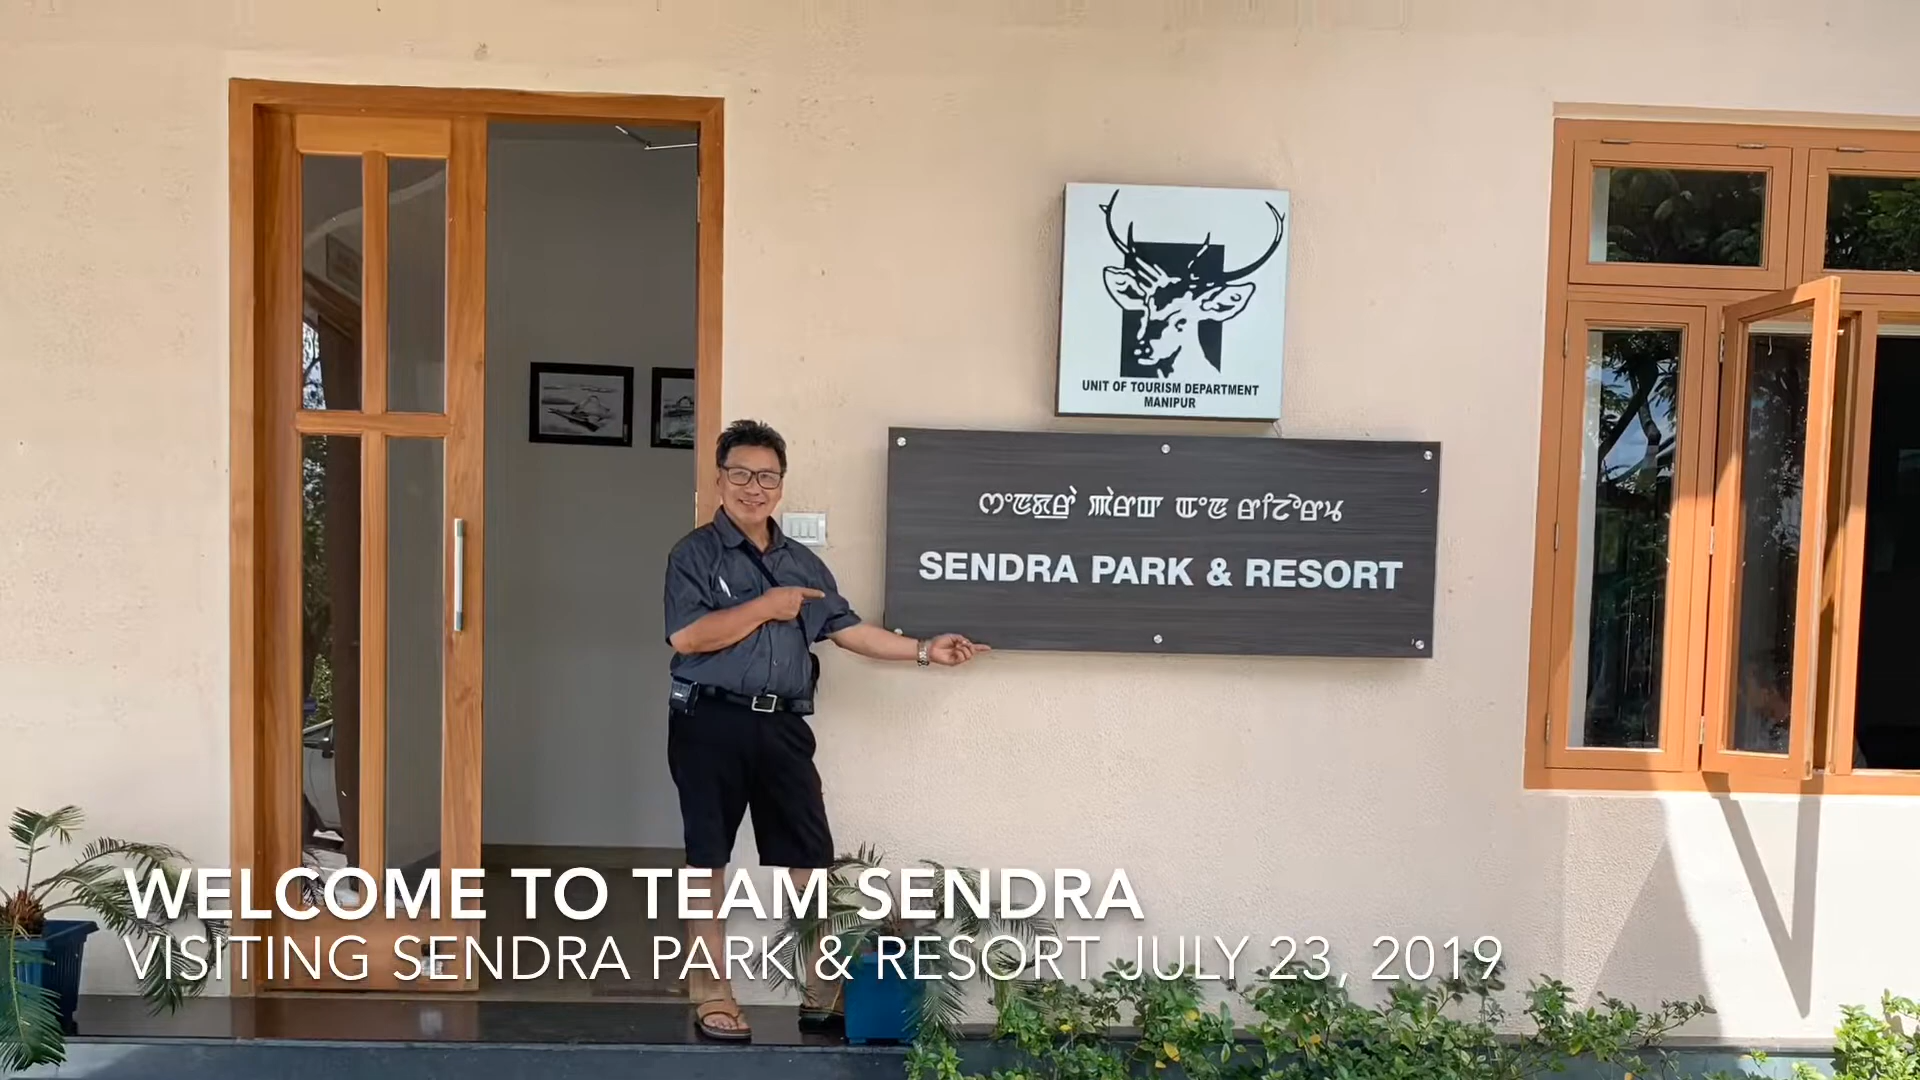 UNIT OF TOURISM DEPARTMENT
MANIPUR
SENDRA PARK & RESORT
WELCOME TO TEAM SENDRA
VISITING SENDRA PARK & RESORT JULY 23, 2019